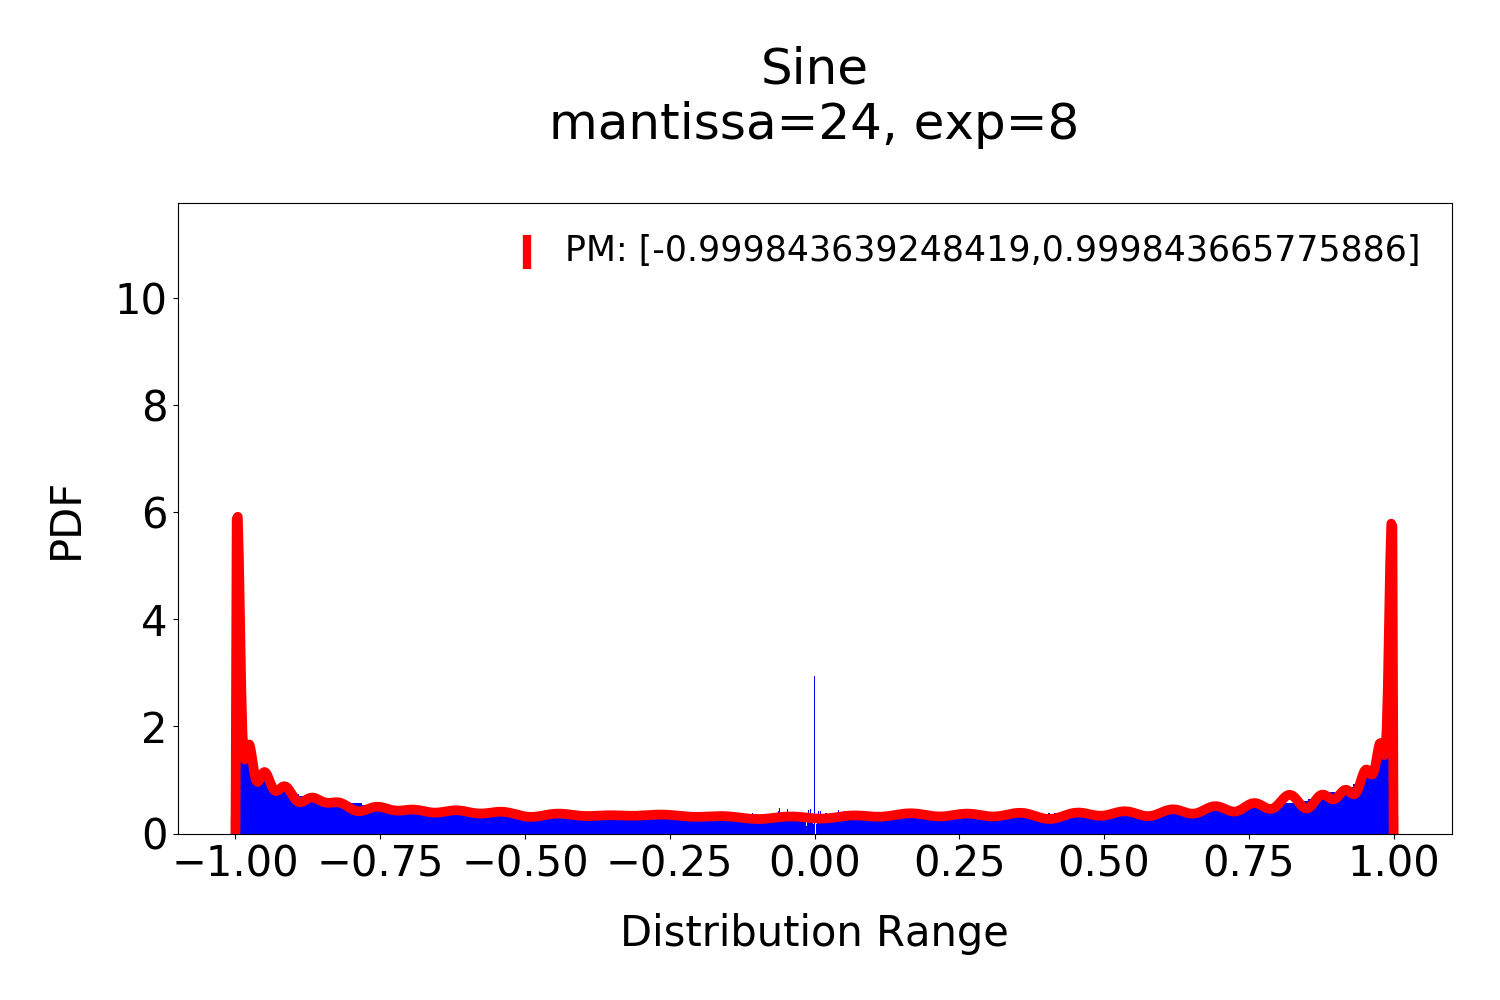 Sine
mantissa=24, exp=8
PM: [-0.999843639248419,0.999843665775886]
10
8
6
4
2
0
PDF
−1.00 −0.75 −0.50 −0.25 0.00 0.25 0.50 0.75 1.00
Distribution Range